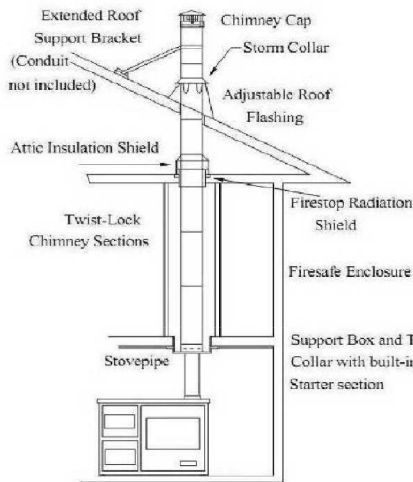 Extended Roof
Support Bracket
(Conduit
not included)
Chimney Cap
Storm Collar
Adjustable Roof
Flashing
Attic Insulation Shield
Firestop Radiation
Shield
Twist-Lock
Chimney Sections
Firesafe Enclosure
Support Box and T
Collar with built-in
Starter section
Stovepipe